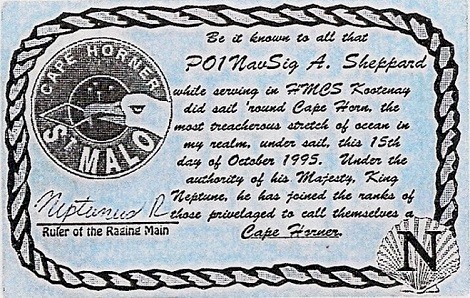 CAPE HORNER
ST MALO
Be it known to all that
PO1NavSig A. Sheppard
while serving in HMCS Kootenay
did sail 'round Cape Horn, the
most treacherous stretch of ocean in
my realm, under sail, this 15th
day of October 1995. Under the
authority of his Majesty, King
Neptune, he has joined the ranks of
those privelaged to call themselves a
Cape Horner.
Neptunus R
Ruler of the Raging Main
N